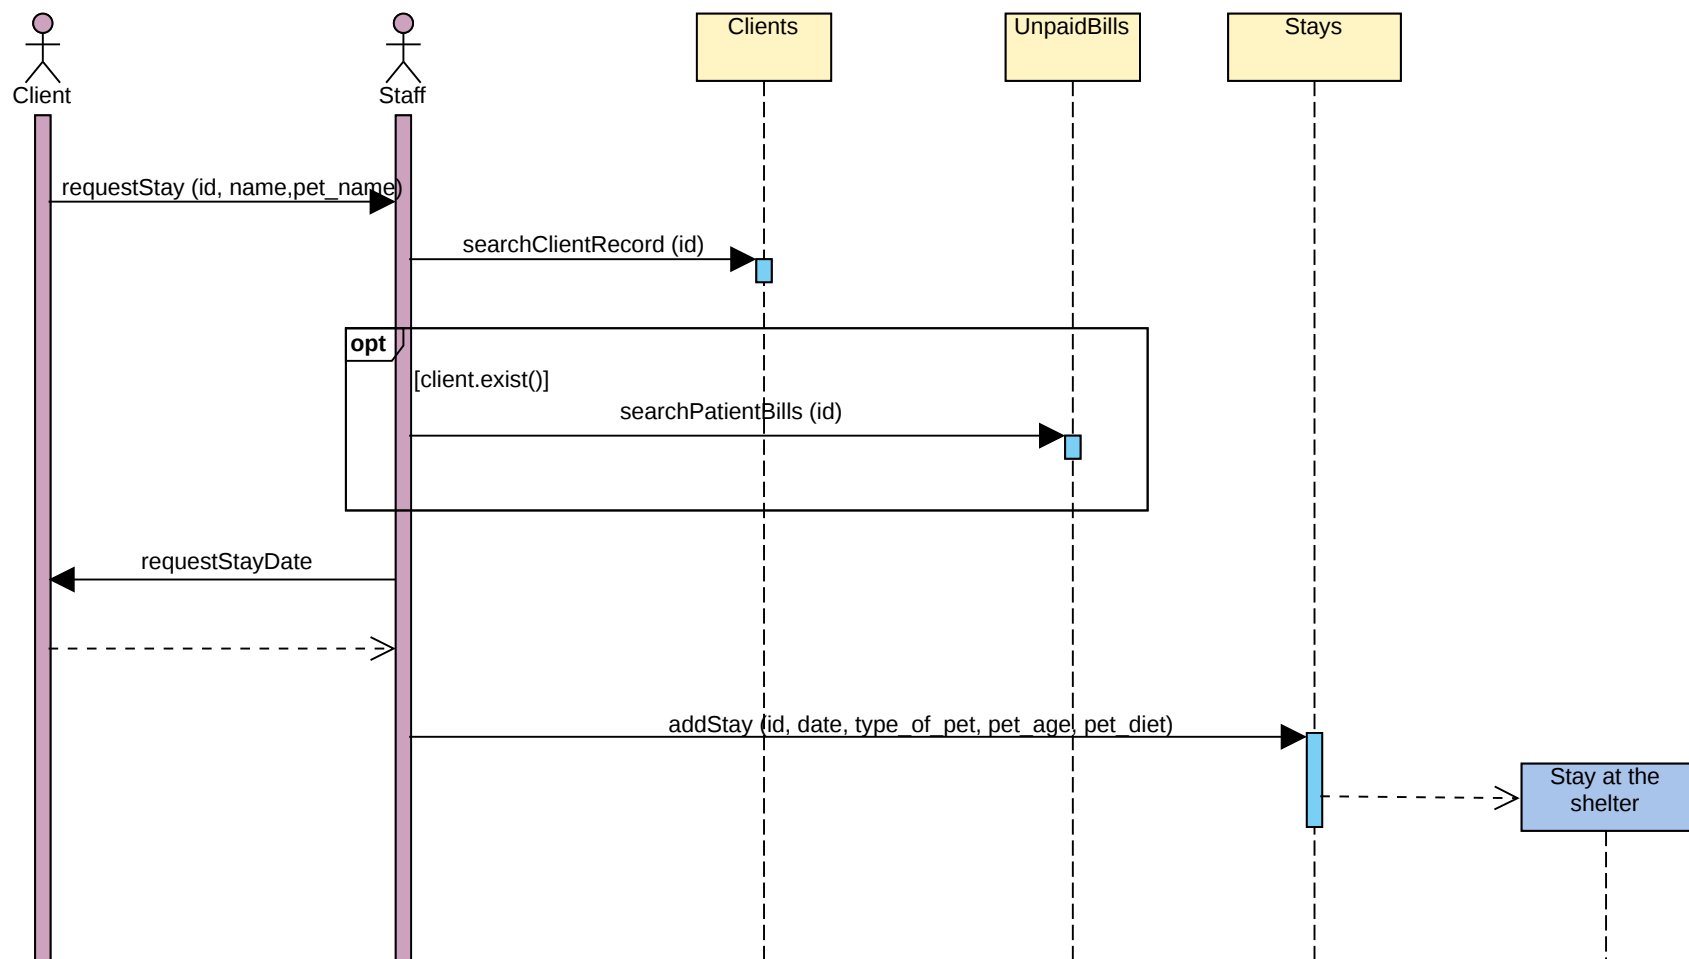 Client
Staff
Clients
UnpaidBills
Stays
requestStay (id, name,pet_name)
searchClientRecord (id)
opt
[client.exist()]
searchPatientBills (id)
requestStayDate
addStay (id, date, type_of_pet, pet_age, pet_diet)
Stay at the
shelter